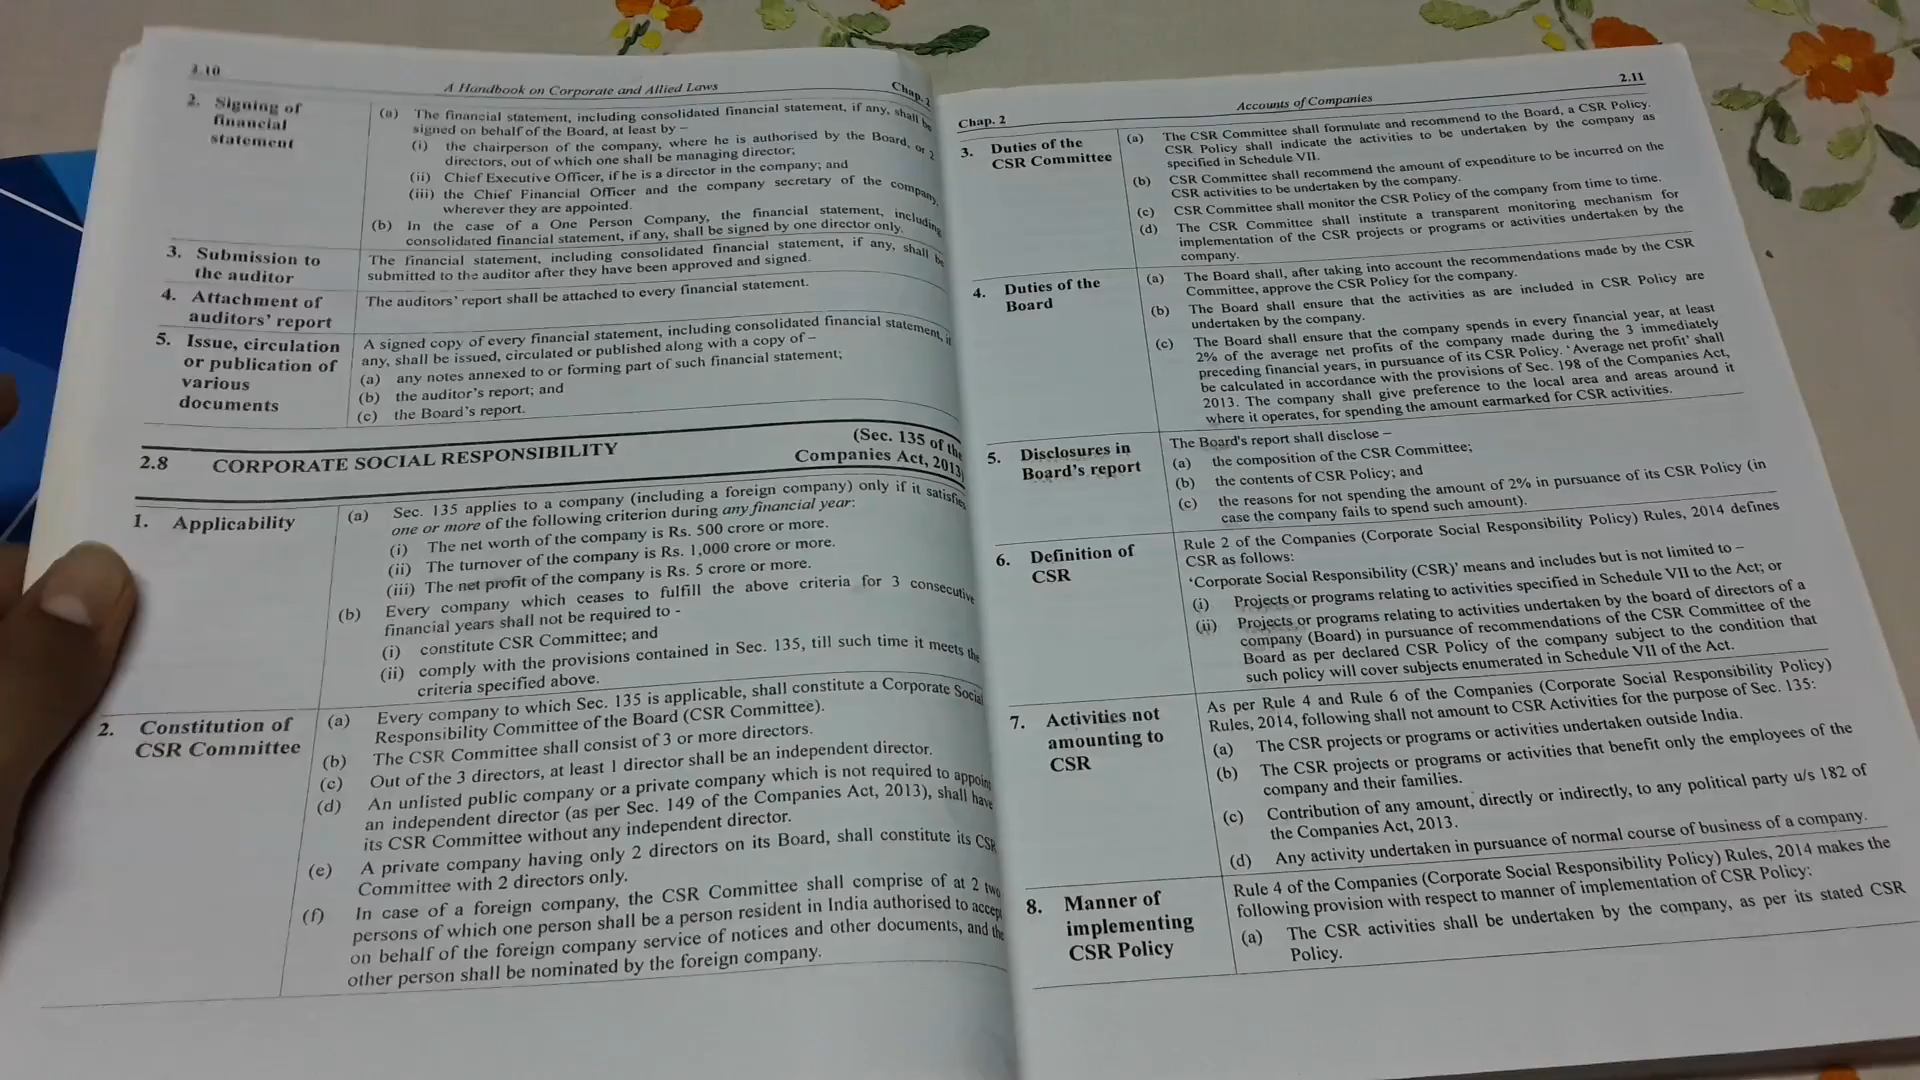 2.10
A Handbook on Corporate and Allied Laws
Chap. 2
2. Signing of
financial
statement
(a) The financial statement, including consolidated financial statement, if any, shall be
signed on behalf of the Board, at least by –
(i) the chairperson of the company, where he is authorised by the Board, or 2
directors, out of which one shall be managing director;
(ii) Chief Executive Officer, if he is a director in the company; and
(iii) the Chief Financial Officer and the company secretary of the company,
wherever they are appointed.
(b) In the case of a One Person Company, the financial statement, including
consolidated financial statement, if any, shall be signed by one director only.
3. Submission to
the auditor
The financial statement, including consolidated financial statement, if any, shall be
submitted to the auditor after they have been approved and signed.
4. Attachment of
auditors' report
The auditors' report shall be attached to every financial statement.
5. Issue, circulation
or publication of
various
documents
A signed copy of every financial statement, including consolidated financial statement, if
any, shall be issued, circulated or published along with a copy of –
(a) any notes annexed to or forming part of such financial statement;
(b) the auditor's report; and
(c) the Board's report.
2.8 CORPORATE SOCIAL RESPONSIBILITY
(Sec. 135 of the
Companies Act, 2013)
1. Applicability
(a) Sec. 135 applies to a company (including a foreign company) only if it satisfies
one or more of the following criterion during any financial year:
(i) The net worth of the company is Rs. 500 crore or more.
(ii) The turnover of the company is Rs. 1,000 crore or more.
(iii) The net profit of the company is Rs. 5 crore or more.
(b) Every company which ceases to fulfill the above criteria for 3 consecutive
financial years shall not be required to -
(i) constitute CSR Committee; and
(ii) comply with the provisions contained in Sec. 135, till such time it meets the
criteria specified above.
2. Constitution of
CSR Committee
(a) Every company to which Sec. 135 is applicable, shall constitute a Corporate Social
Responsibility Committee of the Board (CSR Committee).
(b) The CSR Committee shall consist of 3 or more directors.
(c) Out of the 3 directors, at least 1 director shall be an independent director.
(d) An unlisted public company or a private company which is not required to appoint
an independent director (as per Sec. 149 of the Companies Act, 2013), shall have
its CSR Committee without any independent director.
(e) A private company having only 2 directors on its Board, shall constitute its CSR
Committee with 2 directors only.
(f) In case of a foreign company, the CSR Committee shall comprise of at 2 two
persons of which one person shall be a person resident in India authorised to accept
on behalf of the foreign company service of notices and other documents, and the
other person shall be nominated by the foreign company.
Chap. 2
Accounts of Companies
2.11
3. Duties of the
CSR Committee
(a) The CSR Committee shall formulate and recommend to the Board, a CSR Policy.
CSR Policy shall indicate the activities to be undertaken by the company as
specified in Schedule VII.
(b) CSR Committee shall recommend the amount of expenditure to be incurred on the
CSR activities to be undertaken by the company.
(c) CSR Committee shall monitor the CSR Policy of the company from time to time.
(d) The CSR Committee shall institute a transparent monitoring mechanism for
implementation of the CSR projects or programs or activities undertaken by the
company.
4. Duties of the
Board
(a) The Board shall, after taking into account the recommendations made by the CSR
Committee, approve the CSR Policy for the company.
(b) The Board shall ensure that the activities as are included in CSR Policy are
undertaken by the company.
(c) The Board shall ensure that the company spends in every financial year, at least
2% of the average net profits of the company made during the 3 immediately
preceding financial years, in pursuance of its CSR Policy. 'Average net profit' shall
be calculated in accordance with the provisions of Sec. 198 of the Companies Act,
2013. The company shall give preference to the local area and areas around it
where it operates, for spending the amount earmarked for CSR activities.
5. Disclosures in
Board's report
The Board's report shall disclose –
(a) the composition of the CSR Committee;
(b) the contents of CSR Policy; and
(c) the reasons for not spending the amount of 2% in pursuance of its CSR Policy (in
case the company fails to spend such amount).
6. Definition of
CSR
Rule 2 of the Companies (Corporate Social Responsibility Policy) Rules, 2014 defines
CSR as follows:
'Corporate Social Responsibility (CSR)' means and includes but is not limited to –
(i) Projects or programs relating to activities specified in Schedule VII to the Act; or
(ii) Projects or programs relating to activities undertaken by the board of directors of a
company (Board) in pursuance of recommendations of the CSR Committee of the
Board as per declared CSR Policy of the company subject to the condition that
such policy will cover subjects enumerated in Schedule VII of the Act.
7. Activities not
amounting to
CSR
As per Rule 4 and Rule 6 of the Companies (Corporate Social Responsibility Policy)
Rules, 2014, following shall not amount to CSR Activities for the purpose of Sec. 135:
(a) The CSR projects or programs or activities undertaken outside India.
(b) The CSR projects or programs or activities that benefit only the employees of the
company and their families.
(c) Contribution of any amount, directly or indirectly, to any political party u/s 182 of
the Companies Act, 2013.
(d) Any activity undertaken in pursuance of normal course of business of a company.
8. Manner of
implementing
CSR Policy
Rule 4 of the Companies (Corporate Social Responsibility Policy) Rules, 2014 makes the
following provision with respect to manner of implementation of CSR Policy:
(a) The CSR activities shall be undertaken by the company, as per its stated CSR
Policy.